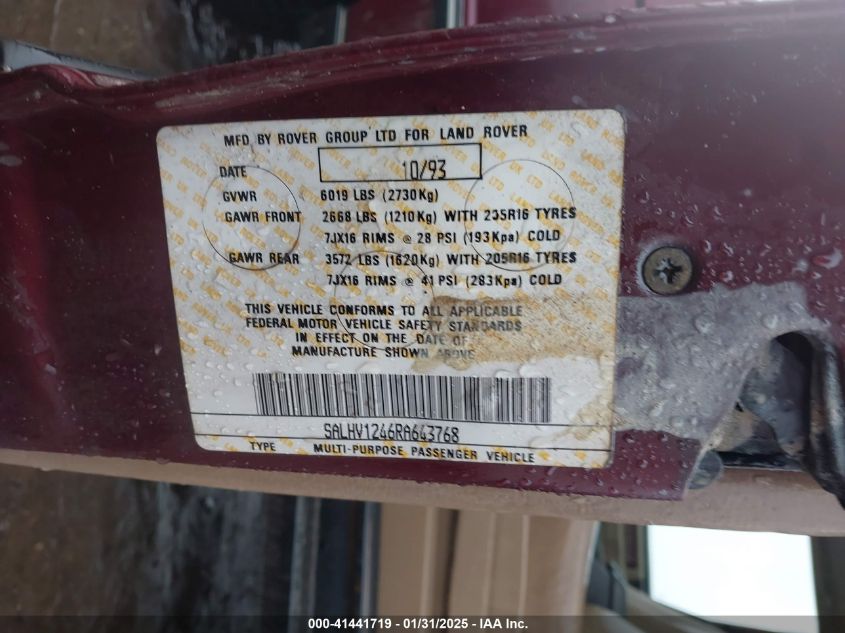 MFD BY ROVER GROUP LTD FOR LAND ROVER
DATE 10/93
GVWR 6019 LBS (2730Kg)
GAWR FRONT 2668 LBS (1210Kg) WITH 205R16 TYRES
7JX16 RIMS @ 28 PSI (193Kpa) COLD
GAWR REAR 3572 LBS (1620Kg) WITH 205R16 TYRES
7JX16 RIMS @ 41 PSI (283Kpa) COLD
THIS VEHICLE CONFORMS TO ALL APPLICABLE
FEDERAL MOTOR VEHICLE SAFETY STANDARDS
IN EFFECT ON THE DATE OF
MANUFACTURE SHOWN ABOVE
SALHV1246RA643768
TYPE MULTI-PURPOSE PASSENGER VEHICLE
000-41441719 - 01/31/2025 - IAA Inc.